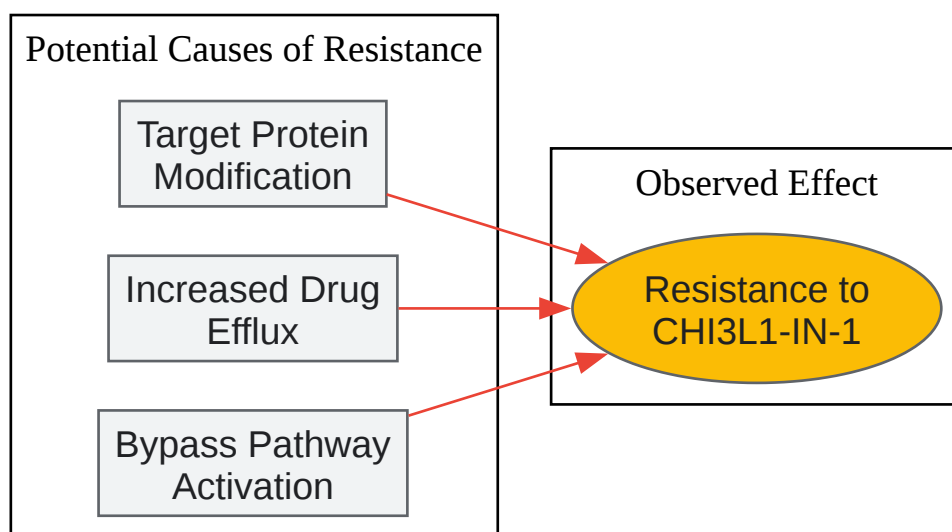 Potential Causes of Resistance
Target Protein
Modification
Increased Drug
Efflux
Bypass Pathway
Activation
Observed Effect
Resistance to
CHI3L1-IN-1